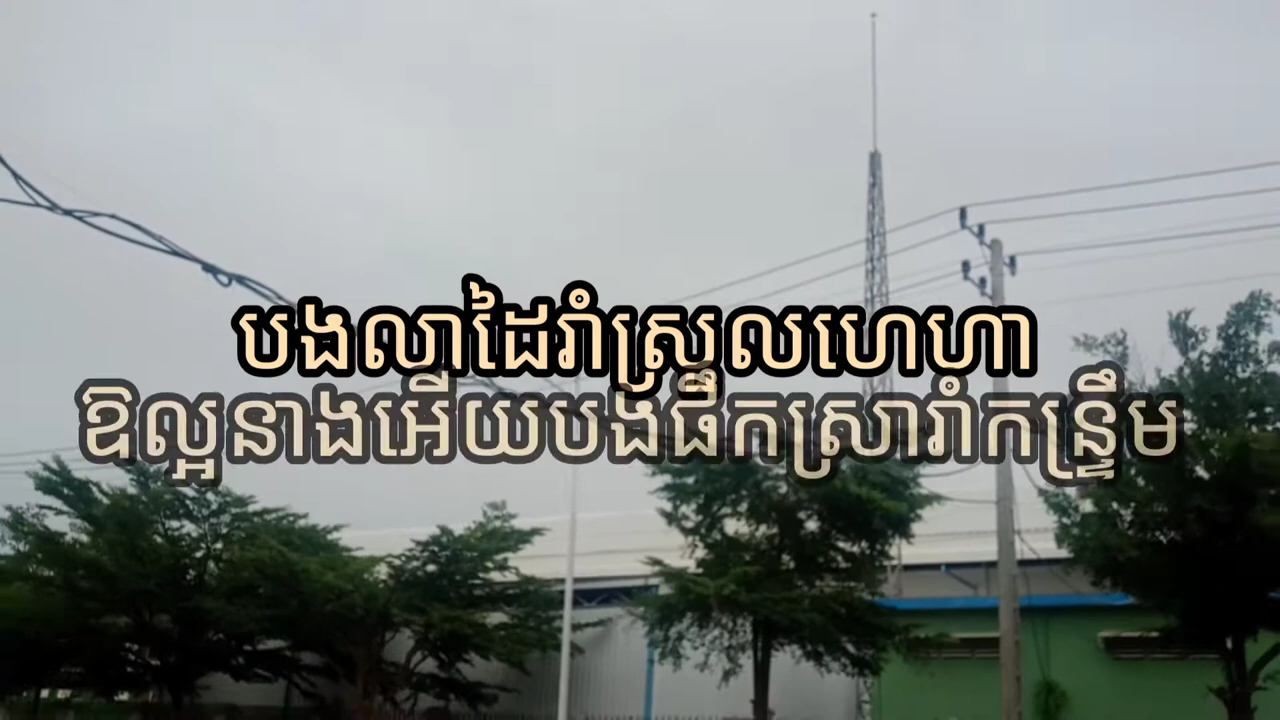 បងលាដៃរាំស្រួលហេហា
ឱល្អនាងអើយបងផឹកស្រារាំកន្ទ្រឹម